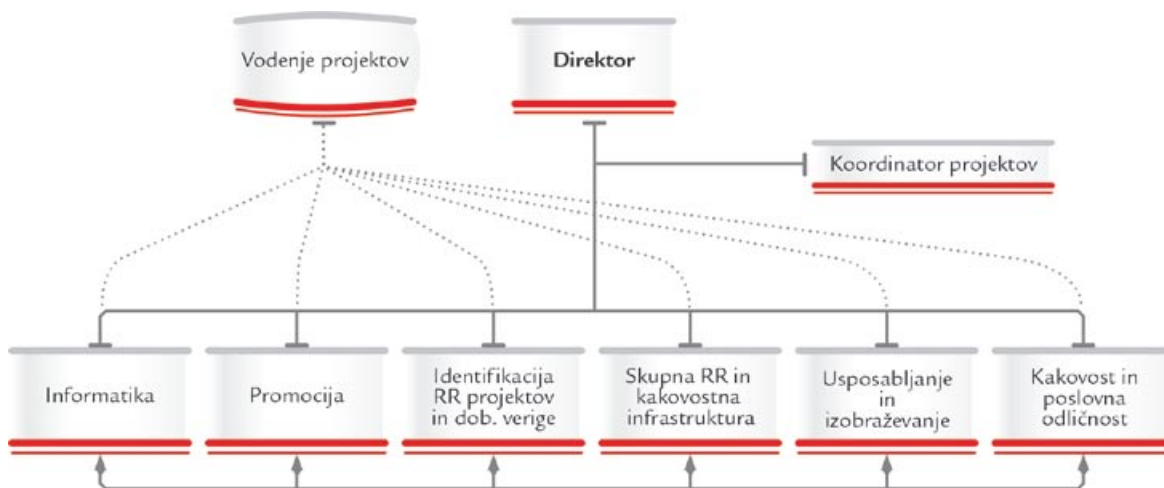 Vodenje projektov
Direktor
Koordinator projektov
Informatika
Promocija
Identifikacija
RR projektov
in dob. verige
Skupna RR in
kakovostna
infrastruktura
Usposabljanje
in
izobraževanje
Kakovost in
poslovna
odličnost